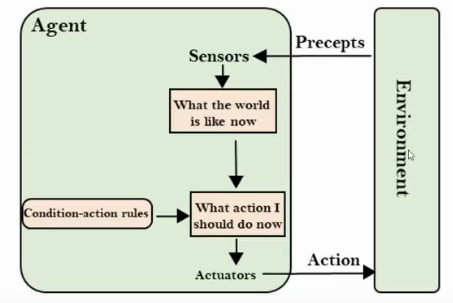 Agent
Precepts
Sensors
What the world
is like now
Environment
Condition-action rules
What action I
should do now
Action
Actuators